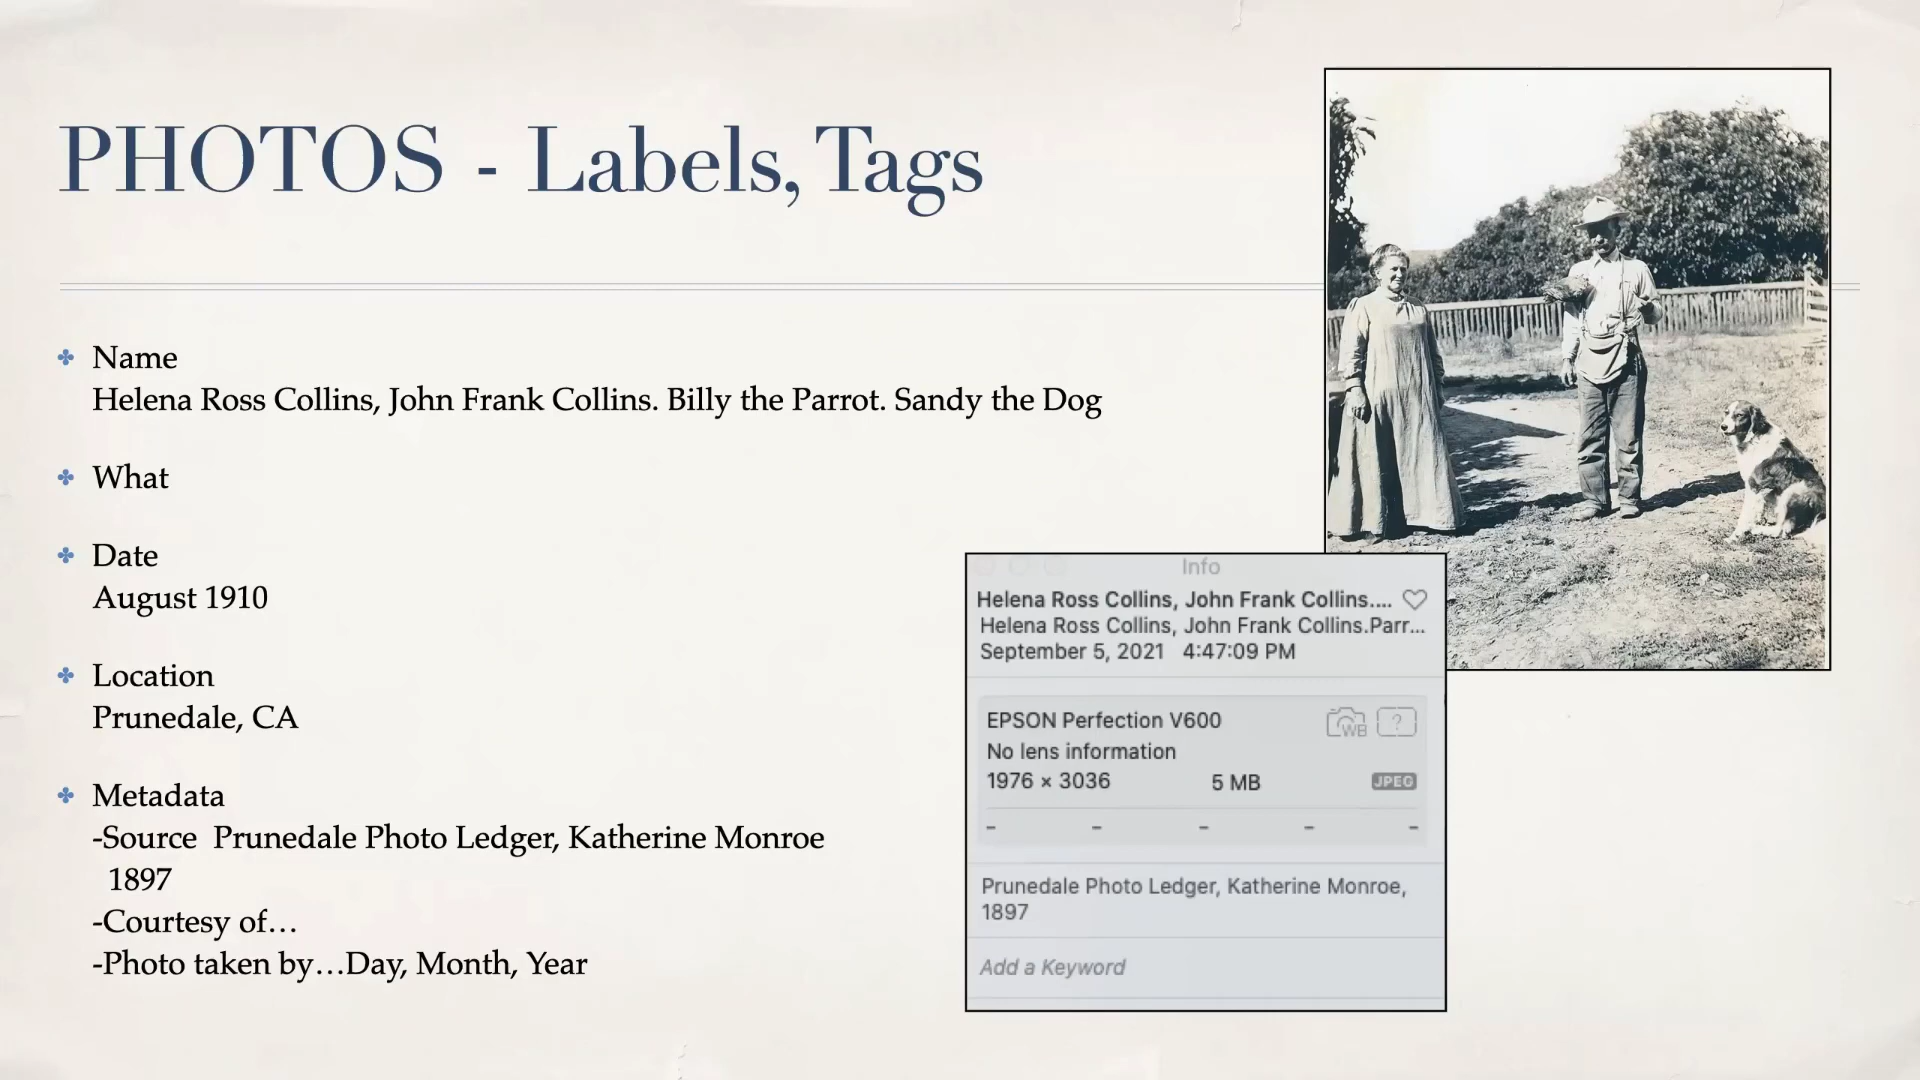 PHOTOS - Labels, Tags
Name
Helena Ross Collins, John Frank Collins. Billy the Parrot. Sandy the Dog
What
Date
August 1910
Location
Prunedale, CA
Metadata
-Source  Prunedale Photo Ledger, Katherine Monroe
1897
-Courtesy of…
-Photo taken by…Day, Month, Year
Info
Helena Ross Collins, John Frank Collins....
Helena Ross Collins, John Frank Collins.Parr...
September 5, 2021   4:47:09 PM
EPSON Perfection V600
WB ?
No lens information
1976 × 3036 5 MB JPEG
– – – – –
Prunedale Photo Ledger, Katherine Monroe,
1897
Add a Keyword